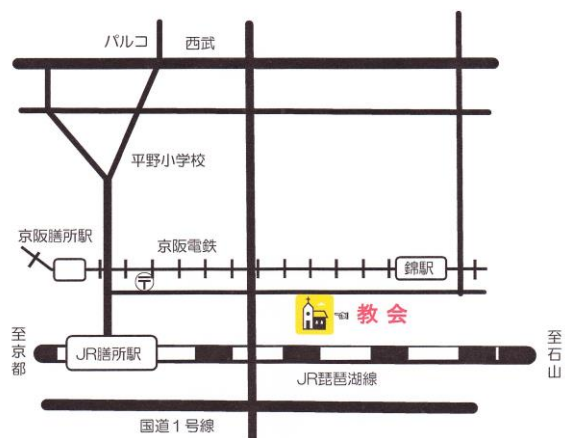 パルコ
西武
平野小学校
京阪膳所駅
京阪電鉄
錦駅
〒
教会
至京都
JR膳所駅
至石山
JR琵琶湖線
国道1号線